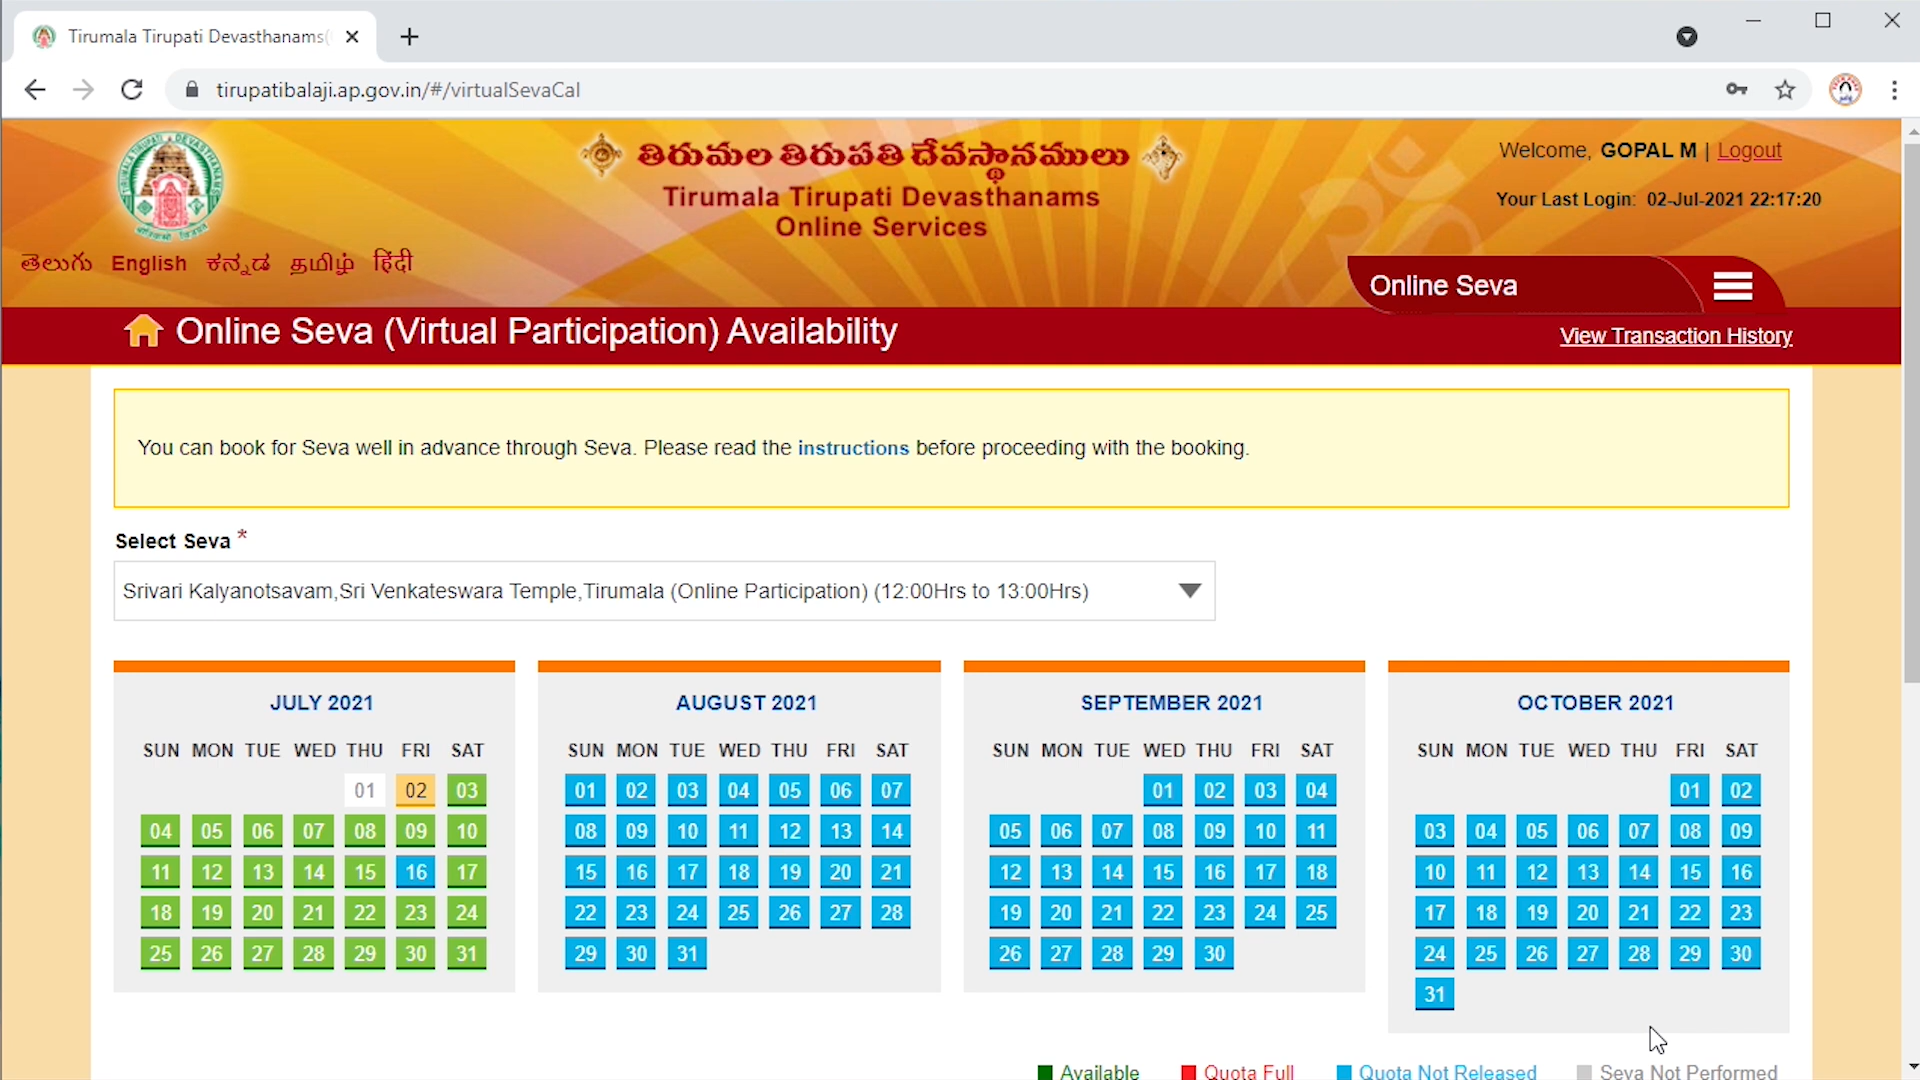 Tirumala Tirupati Devasthanams(
tirupatibalaji.ap.gov.in/#/virtualSevaCal
తిరుమల తిరుపతి దేవస్థానములు
Tirumala Tirupati Devasthanams
Online Services
Welcome, GOPAL M | Logout
Your Last Login: 02-Jul-2021 22:17:20
తెలుగు English ಕನ್ನಡ தமிழ் हिंदी
Online Seva
Online Seva (Virtual Participation) Availability
View Transaction History
You can book for Seva well in advance through Seva. Please read the instructions before proceeding with the booking.
Select Seva *
Srivari Kalyanotsavam,Sri Venkateswara Temple,Tirumala (Online Participation) (12:00Hrs to 13:00Hrs)
JULY 2021
SUN MON TUE WED THU FRI SAT
01 02 03
04 05 06 07 08 09 10
11 12 13 14 15 16 17
18 19 20 21 22 23 24
25 26 27 28 29 30 31
AUGUST 2021
SUN MON TUE WED THU FRI SAT
01 02 03 04 05 06 07
08 09 10 11 12 13 14
15 16 17 18 19 20 21
22 23 24 25 26 27 28
29 30 31
SEPTEMBER 2021
SUN MON TUE WED THU FRI SAT
01 02 03 04
05 06 07 08 09 10 11
12 13 14 15 16 17 18
19 20 21 22 23 24 25
26 27 28 29 30
OCTOBER 2021
SUN MON TUE WED THU FRI SAT
01 02
03 04 05 06 07 08 09
10 11 12 13 14 15 16
17 18 19 20 21 22 23
24 25 26 27 28 29 30
31
Available Quota Full Quota Not Released Seva Not Performed